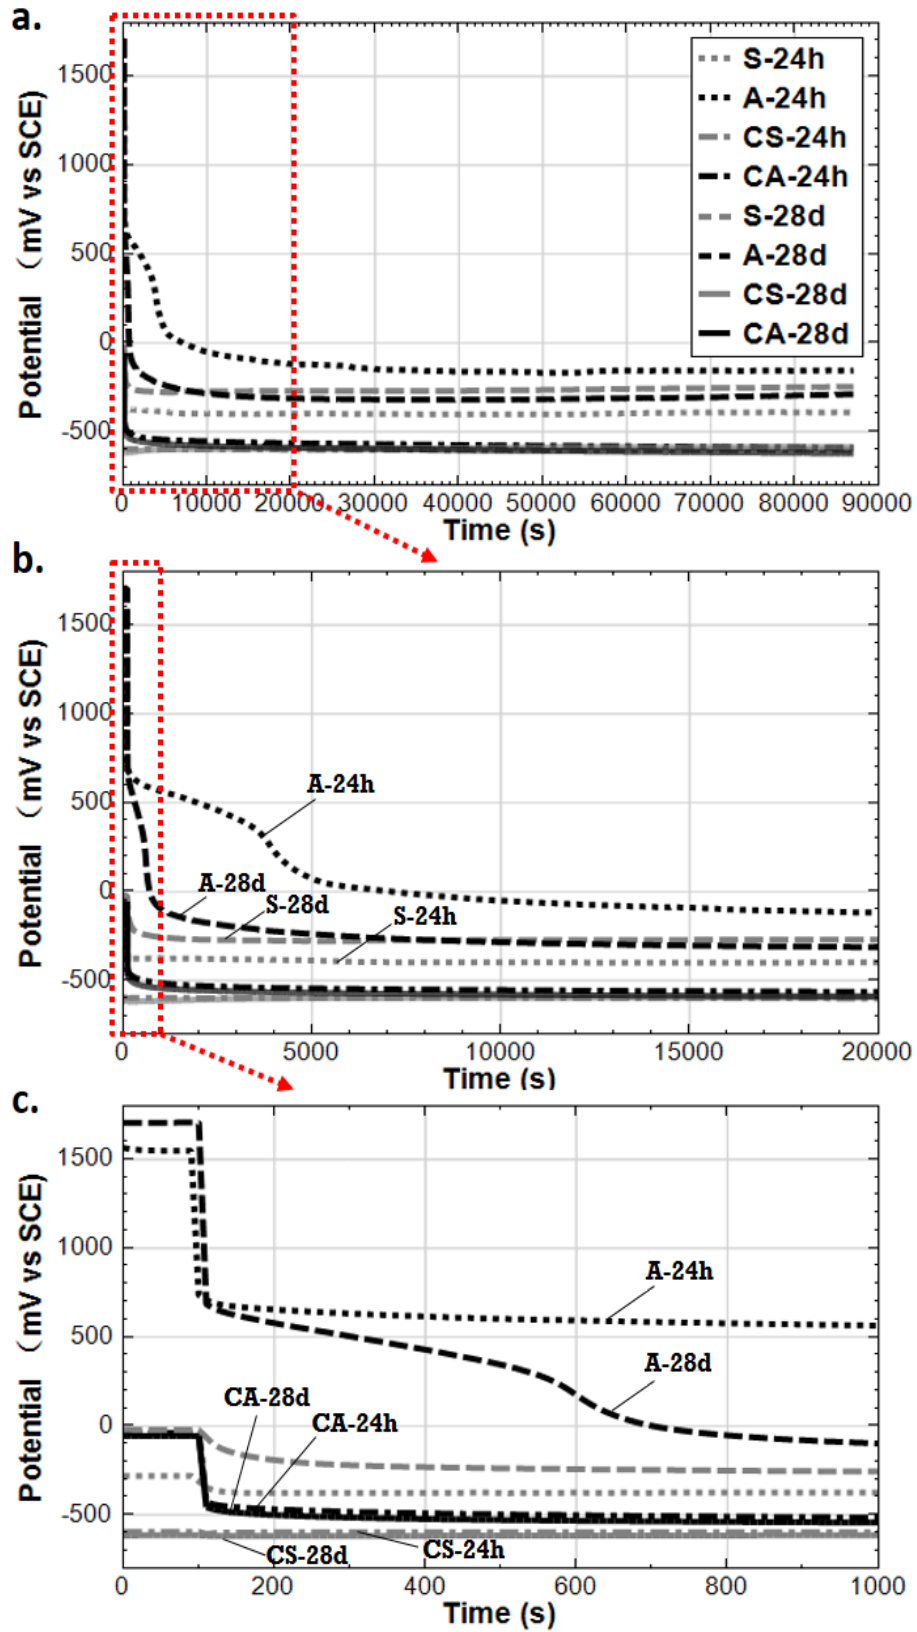 a.
Potential （mV vs SCE)
1500
1000
500
0
-500
S-24h
A-24h
CS-24h
CA-24h
S-28d
A-28d
CS-28d
CA-28d
0 10000 20000 30000 40000 50000 60000 70000 80000 90000
Time (s)
b.
Potential （mV vs SCE)
1500
1000
500
0
-500
A-24h
A-28d
S-28d
S-24h
0 5000 10000 15000 20000
Time (s)
c.
Potential （mV vs SCE)
1500
1000
500
0
-500
A-24h
A-28d
CA-28d
CA-24h
CS-28d
CS-24h
0 200 400 600 800 1000
Time (s)